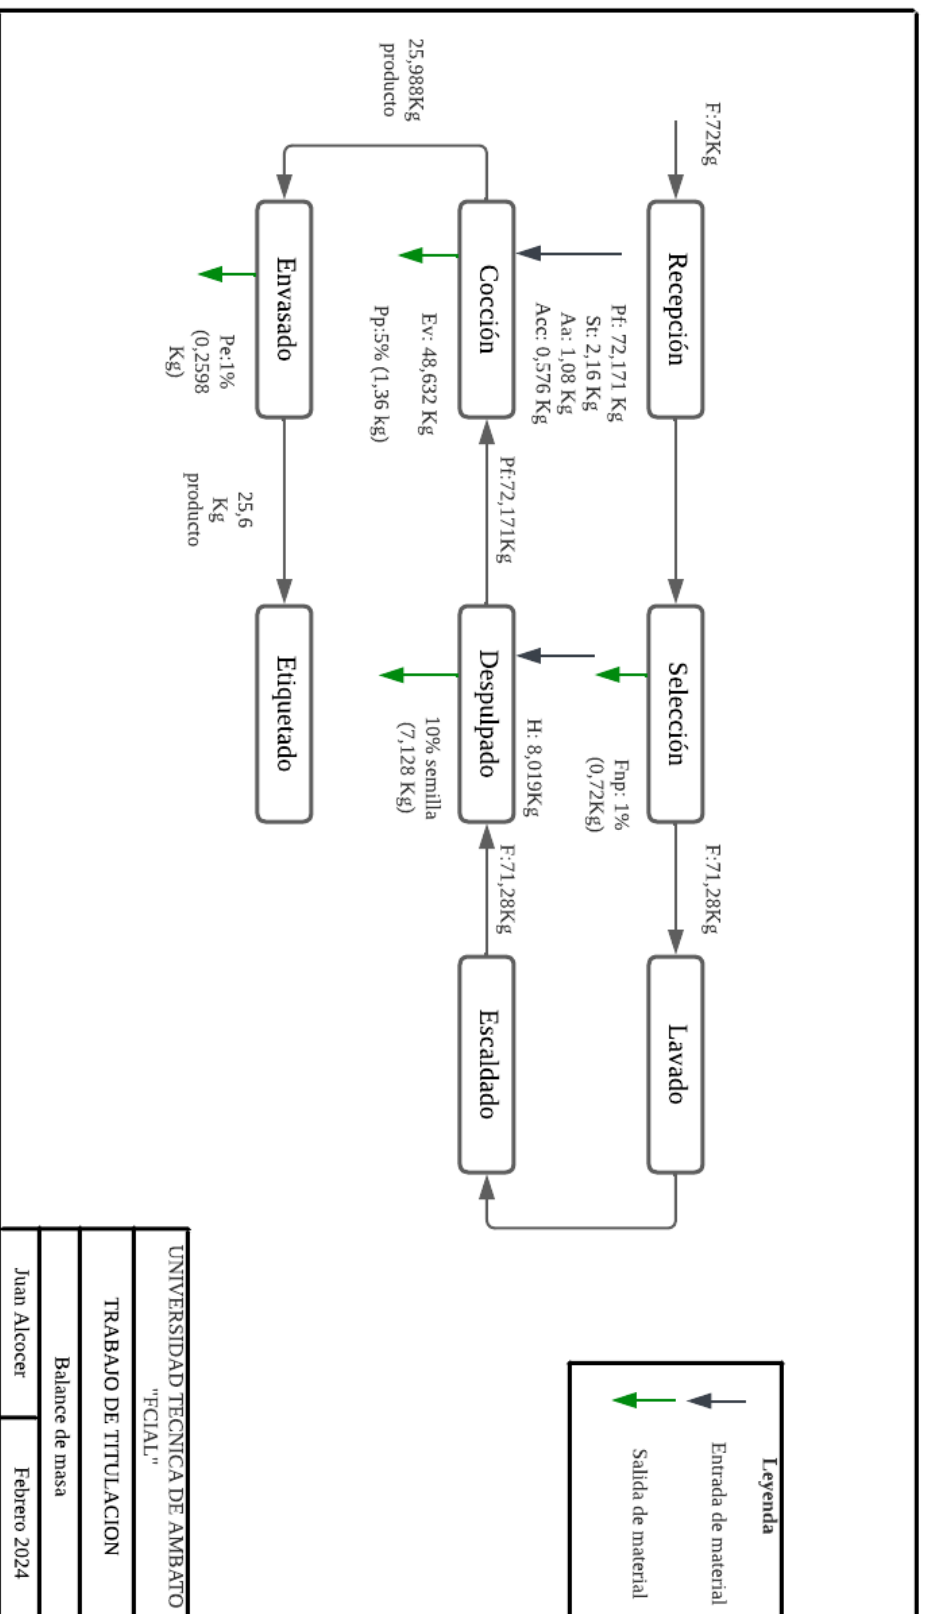 F:72Kg
Recepción
Selección
F:71,28Kg
Lavado
Fnp: 1%
(0,72Kg)
Pf: 72,171 Kg
St: 2,16 Kg
Aa: 1,08 Kg
Acc: 0,576 Kg
H: 8,019Kg
25,988Kg
producto
Cocción
Pf:72,171Kg
Despulpado
F:71,28Kg
Escaldado
Ev: 48,632 Kg
Pp:5% (1,36 kg)
10% semilla
(7,128 Kg)
Envasado
25,6
Kg
producto
Etiquetado
Pe:1%
(0,2598
Kg)
Leyenda
Entrada de material
Salida de material
UNIVERSIDAD TECNICA DE AMBATO
"FCIAL"
TRABAJO DE TITULACION
Balance de masa
Juan Alcocer
Febrero 2024